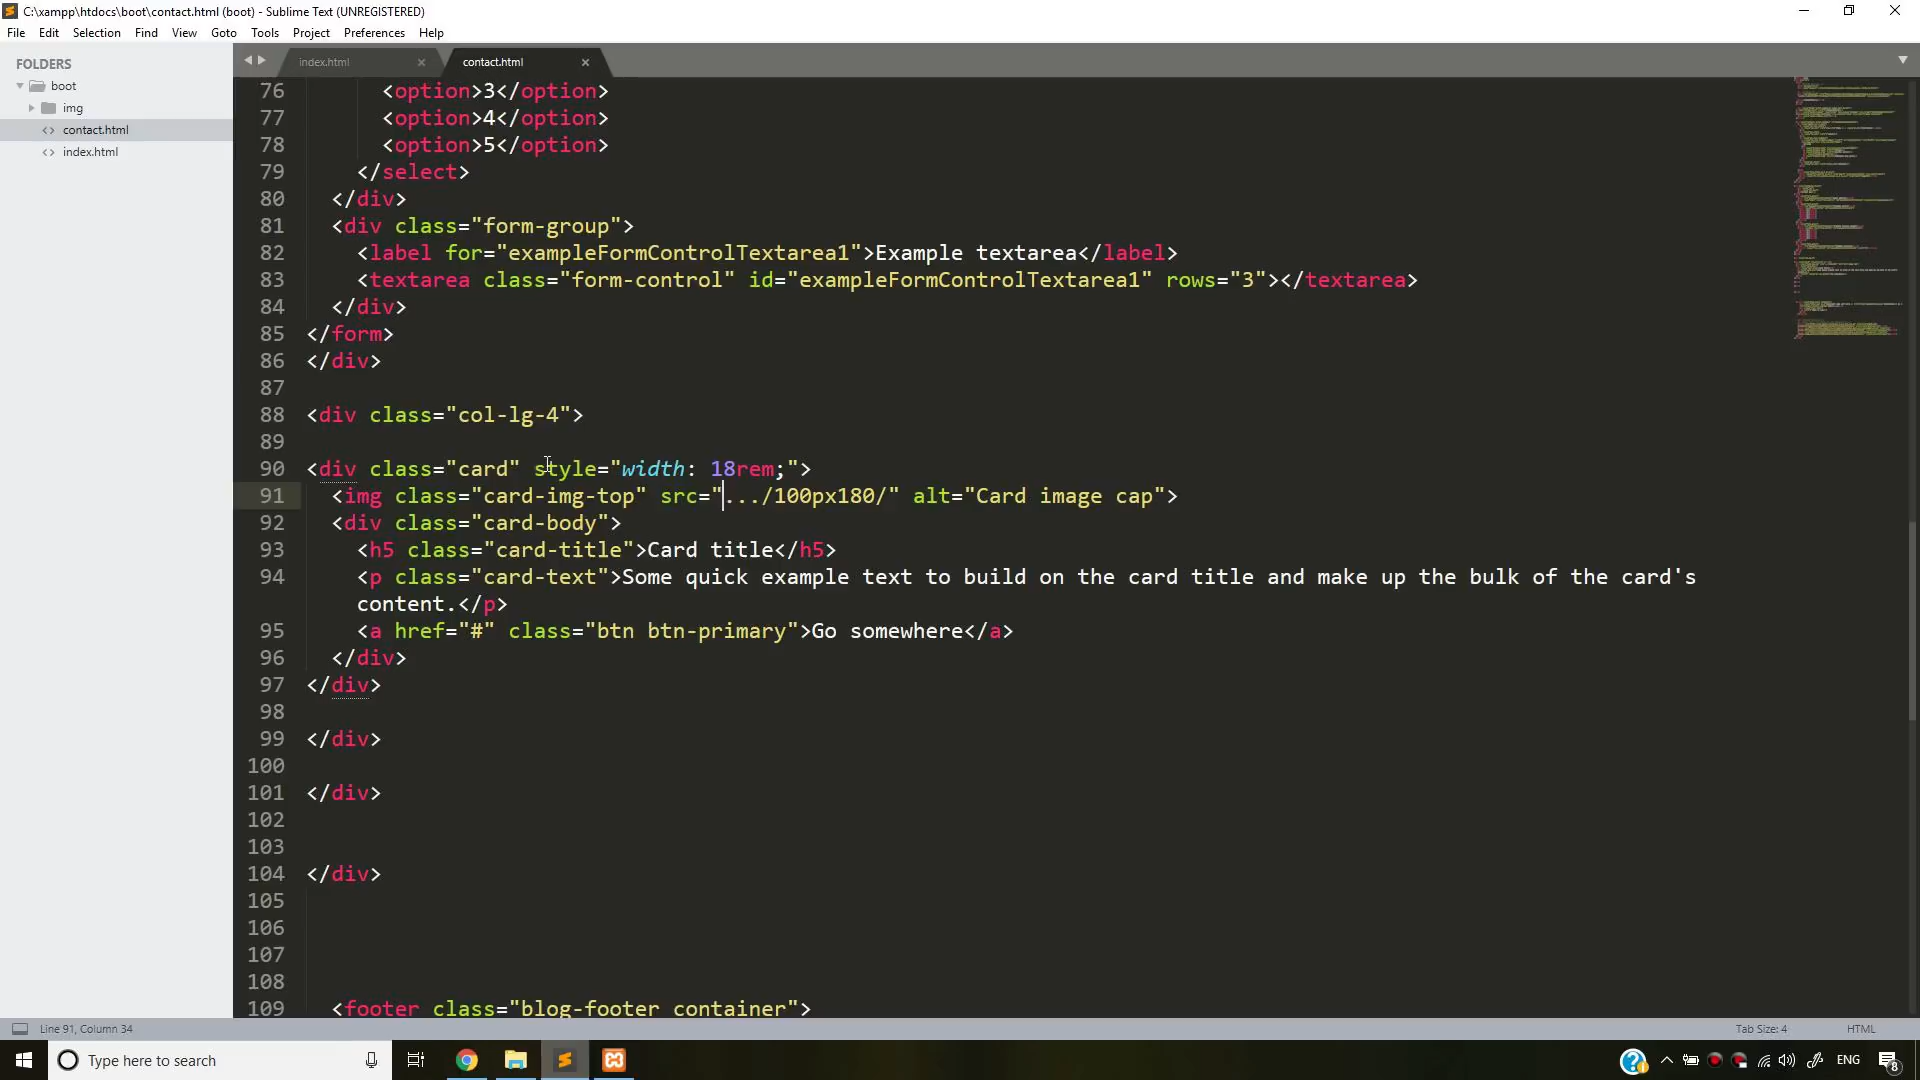 C:\xampp\htdocs\boot\contact.html (boot) - Sublime Text (UNREGISTERED)
File Edit Selection Find View Goto Tools Project Preferences Help
FOLDERS
boot
img
contact.html
index.html
index.html × contact.html ×
76 <option>3</option>
77 <option>4</option>
78 <option>5</option>
79 </select>
80 </div>
81 <div class="form-group">
82 <label for="exampleFormControlTextarea1">Example textarea</label>
83 <textarea class="form-control" id="exampleFormControlTextarea1" rows="3"></textarea>
84 </div>
85 </form>
86 </div>
87
88 <div class="col-lg-4">
89
90 <div class="card" style="width: 18rem;">
91 <img class="card-img-top" src=".../100px180/" alt="Card image cap">
92 <div class="card-body">
93 <h5 class="card-title">Card title</h5>
94 <p class="card-text">Some quick example text to build on the card title and make up the bulk of the card's
content.</p>
95 <a href="#" class="btn btn-primary">Go somewhere</a>
96 </div>
97 </div>
98
99 </div>
100
101 </div>
102
103
104 </div>
105
106
107
108
109 <footer class="blog-footer container">
Line 91, Column 34 Tab Size: 4 HTML
Type here to search ENG 8